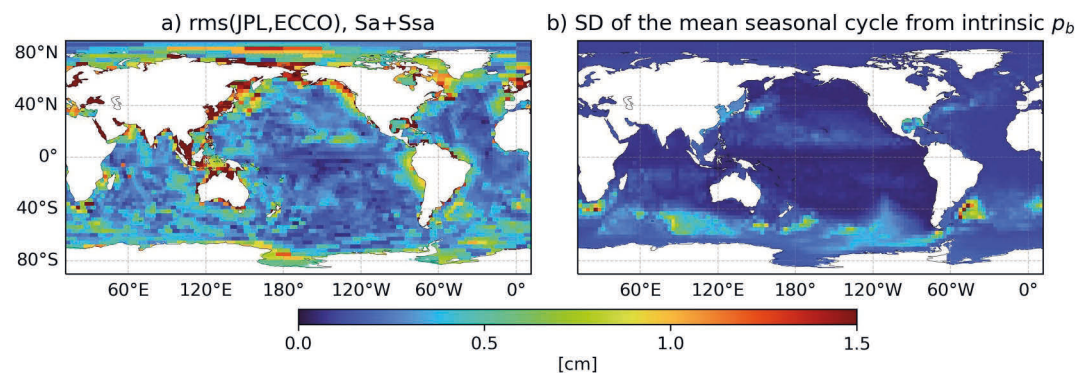 a) rms(JPL,ECCO), Sa+Ssa
b) SD of the mean seasonal cycle from intrinsic p_b
80°N
40°N
0°
40°S
80°S
60°E 120°E 180° 120°W 60°W 0°
60°E 120°E 180° 120°W 60°W 0°
0.0 0.5 1.0 1.5
[cm]